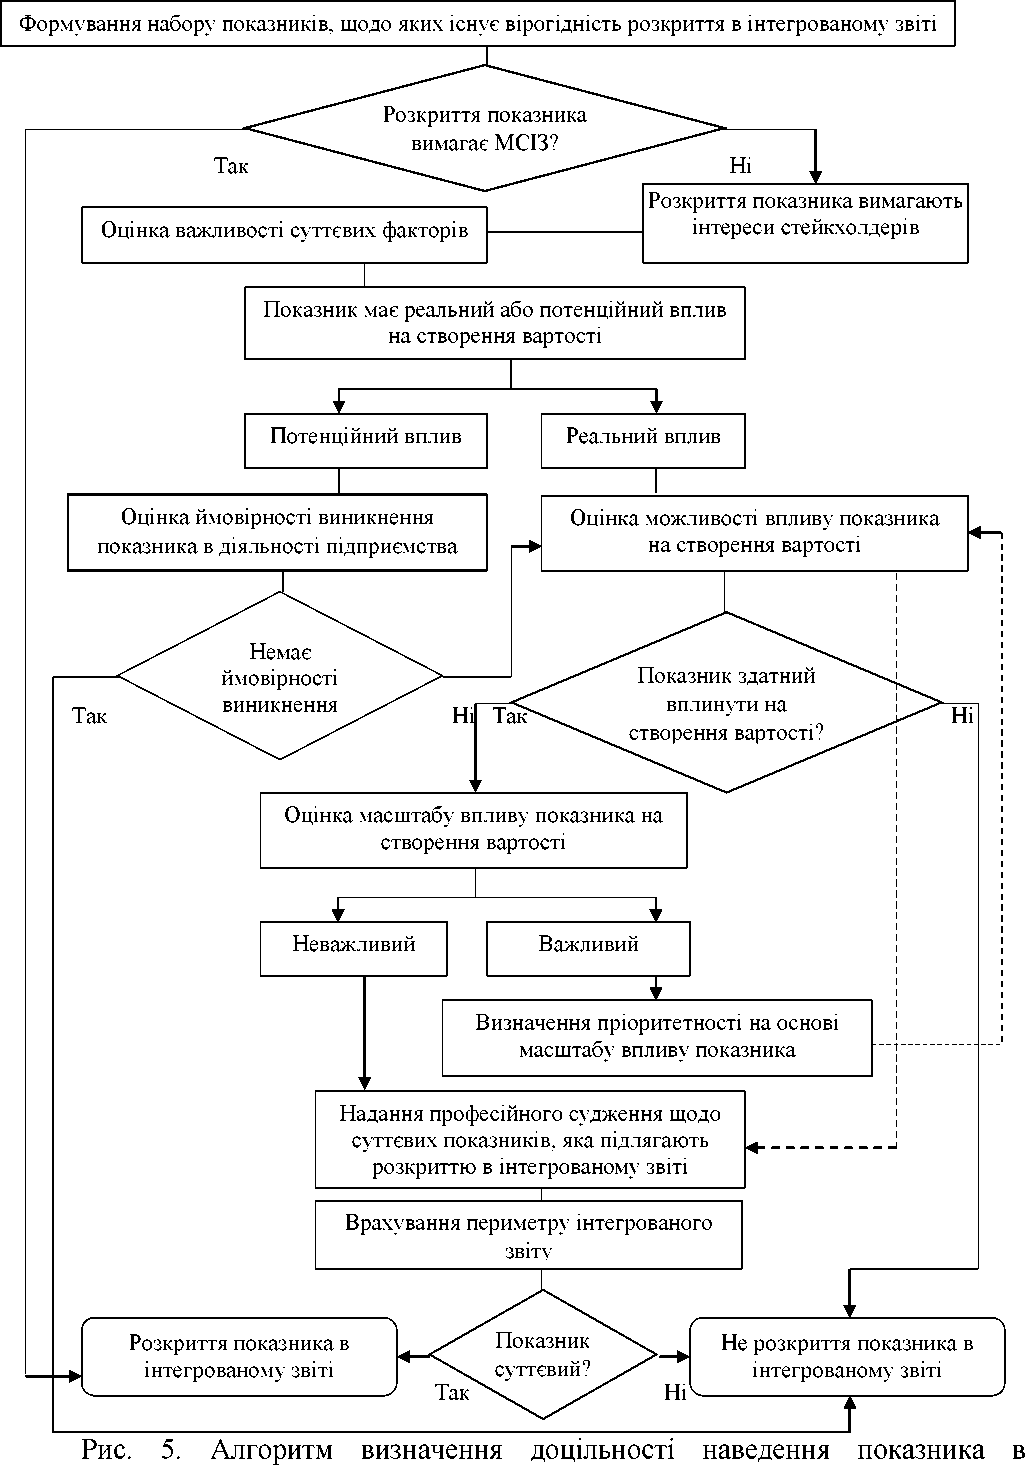 Формування набору показників, щодо яких існує вірогідність розкриття в інтегрованому звіті
Розкриття показника
вимагає МСІЗ?
Так
Ні
Розкриття показника вимагають
інтереси стейкхолдерів
Оцінка важливості суттєвих факторів
Показник має реальний або потенційний вплив
на створення вартості
Потенційний вплив
Реальний вплив
Оцінка ймовірності виникнення
показника в діяльності підприємства
Оцінка можливості впливу показника
на створення вартості
Немає
ймовірності
виникнення
Так
Ні
Показник здатний
вплинути на
створення вартості?
Так
Ні
Оцінка масштабу впливу показника на
створення вартості
Неважливий
Важливий
Визначення пріоритетності на основі
масштабу впливу показника
Надання професійного судження щодо
суттєвих показників, яка підлягають
розкриттю в інтегрованому звіті
Врахування периметру інтегрованого
звіту
Розкриття показника в
інтегрованому звіті
Показник
суттєвий?
Так
Ні
Не розкриття показника в
інтегрованому звіті
Рис. 5. Алгоритм визначення доцільності наведення показника в